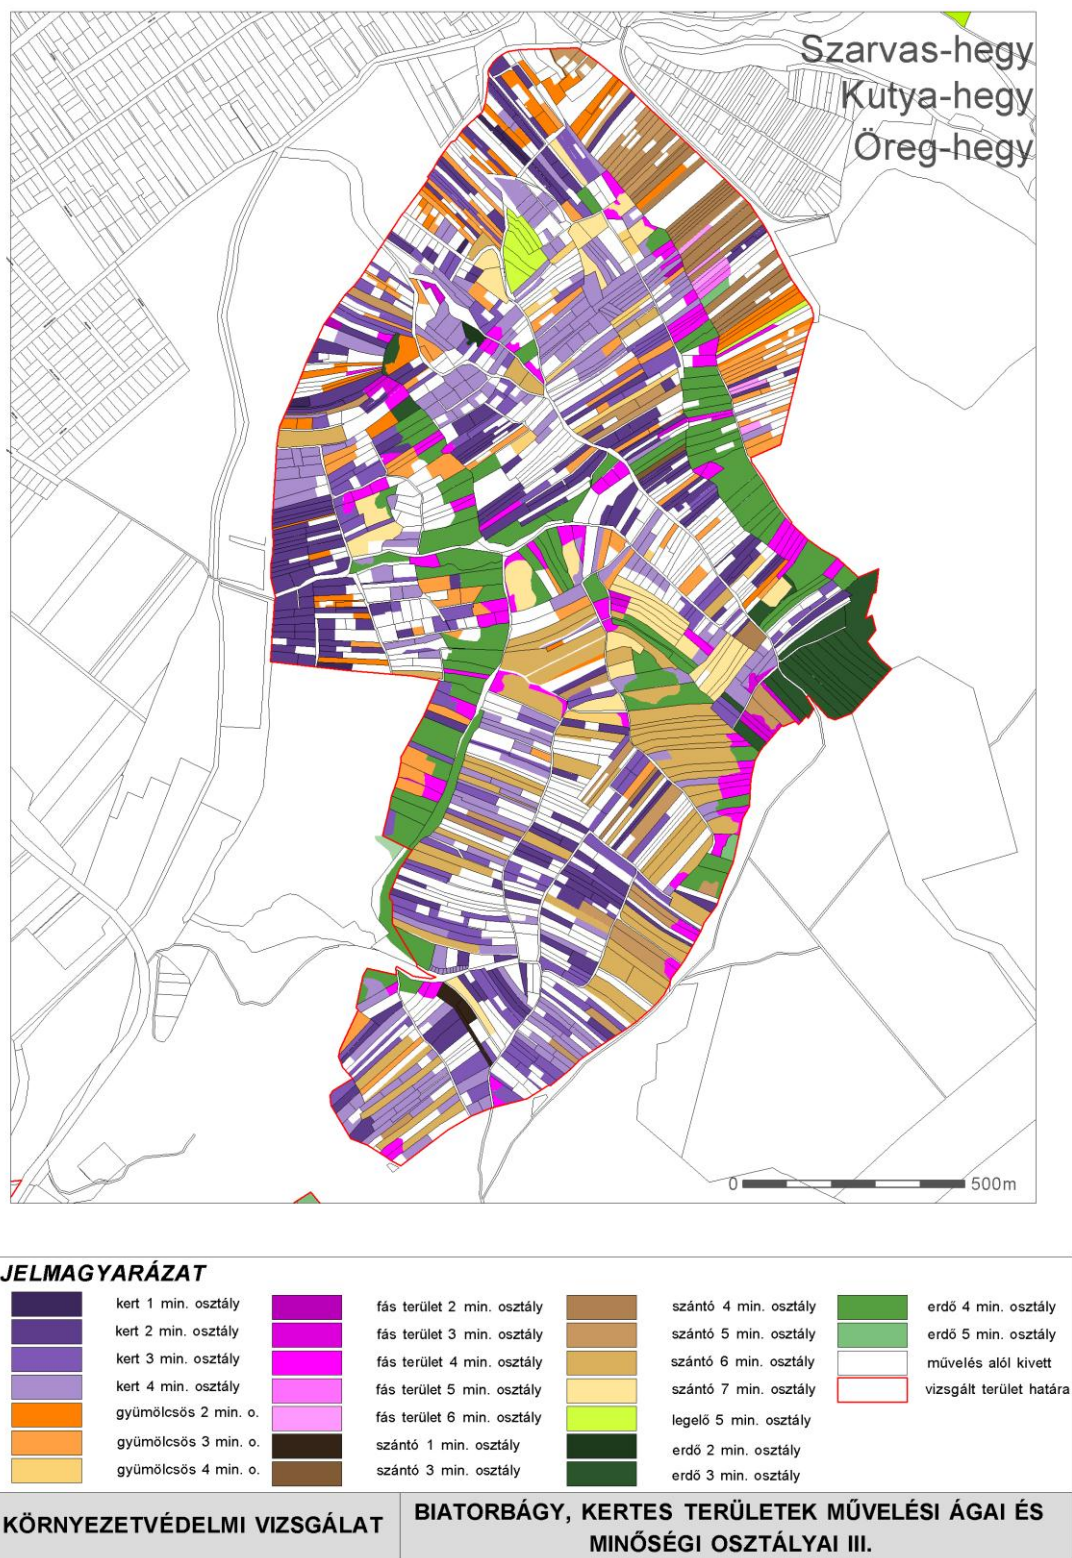 Szarvas-hegy
Kutya-hegy
Öreg-hegy
0 500m
JELMAGYARÁZAT
kert 1 min. osztály
kert 2 min. osztály
kert 3 min. osztály
kert 4 min. osztály
gyümölcsös 2 min. o.
gyümölcsös 3 min. o.
gyümölcsös 4 min. o.
fás terület 2 min. osztály
fás terület 3 min. osztály
fás terület 4 min. osztály
fás terület 5 min. osztály
fás terület 6 min. osztály
szántó 1 min. osztály
szántó 3 min. osztály
szántó 4 min. osztály
szántó 5 min. osztály
szántó 6 min. osztály
szántó 7 min. osztály
legelő 5 min. osztály
erdő 2 min. osztály
erdő 3 min. osztály
erdő 4 min. osztály
erdő 5 min. osztály
művelés alól kivett
vizsgált terület határa
KÖRNYEZETVÉDELMI VIZSGÁLAT
BIATORBÁGY, KERTES TERÜLETEK MŰVELÉSI ÁGAI ÉS
MINŐSÉGI OSZTÁLYAI III.